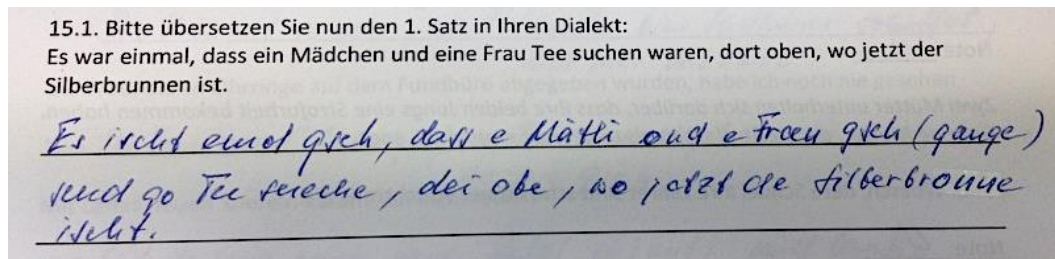 15.1. Bitte übersetzen Sie nun den 1. Satz in Ihren Dialekt:
Es war einmal, dass ein Mädchen und eine Frau Tee suchen waren, dort oben, wo jetzt der
Silberbrunnen ist.
Es ischt emol gseh, dass e Mätli ond e Frau gseh (gange)
send go Tee sueche, dei obe, wo jetzt de Silberbronne
ischt.